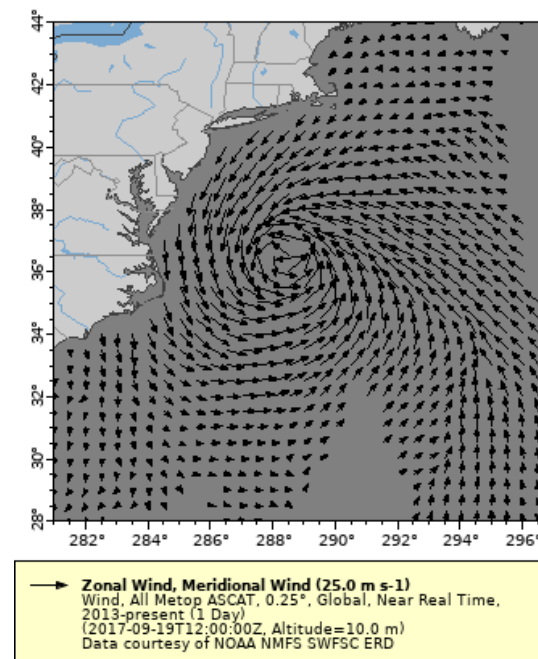 44°
42°
40°
38°
36°
34°
32°
30°
28°
282° 284° 286° 288° 290° 292° 294° 296°
Zonal Wind, Meridional Wind (25.0 m s-1)
Wind, All Metop ASCAT, 0.25°, Global, Near Real Time,
2013-present (1 Day)
(2017-09-19T12:00:00Z, Altitude=10.0 m)
Data courtesy of NOAA NMFS SWFSC ERD